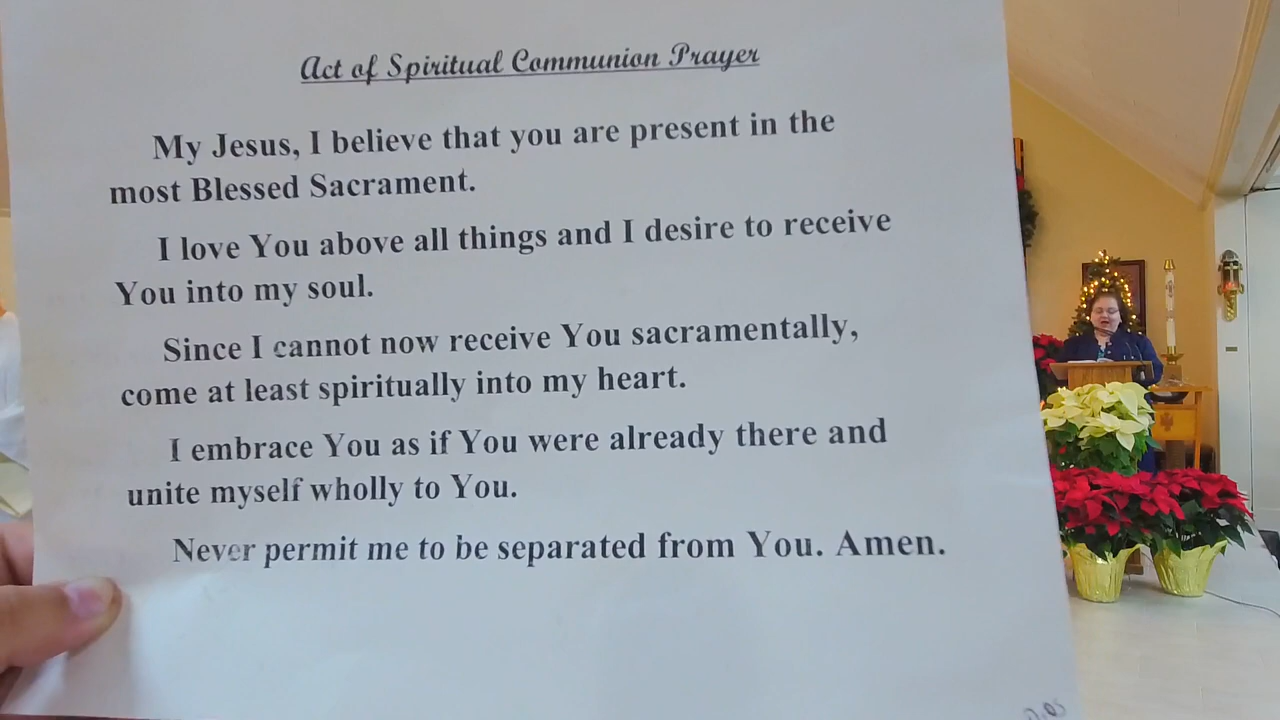 Act of Spiritual Communion Prayer
My Jesus, I believe that you are present in the
most Blessed Sacrament.
I love You above all things and I desire to receive
You into my soul.
Since I cannot now receive You sacramentally,
come at least spiritually into my heart.
I embrace You as if You were already there and
unite myself wholly to You.
Never permit me to be separated from You. Amen.